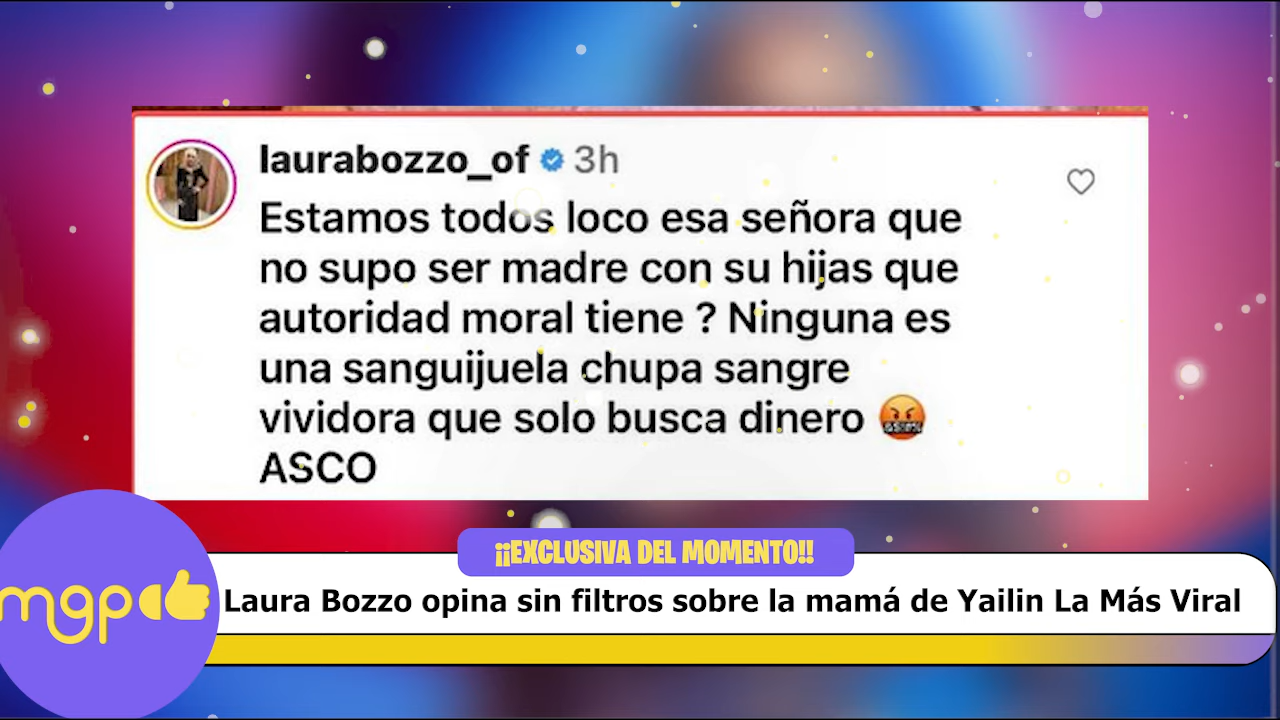 laurabozzo_of 3h
Estamos todos loco esa señora que
no supo ser madre con su hijas que
autoridad moral tiene ? Ninguna es
una sanguijuela chupa sangre
vividora que solo busca dinero 🤬
ASCO
¡¡EXCLUSIVA DEL MOMENTO!!
mgp
Laura Bozzo opina sin filtros sobre la mamá de Yailin La Más Viral